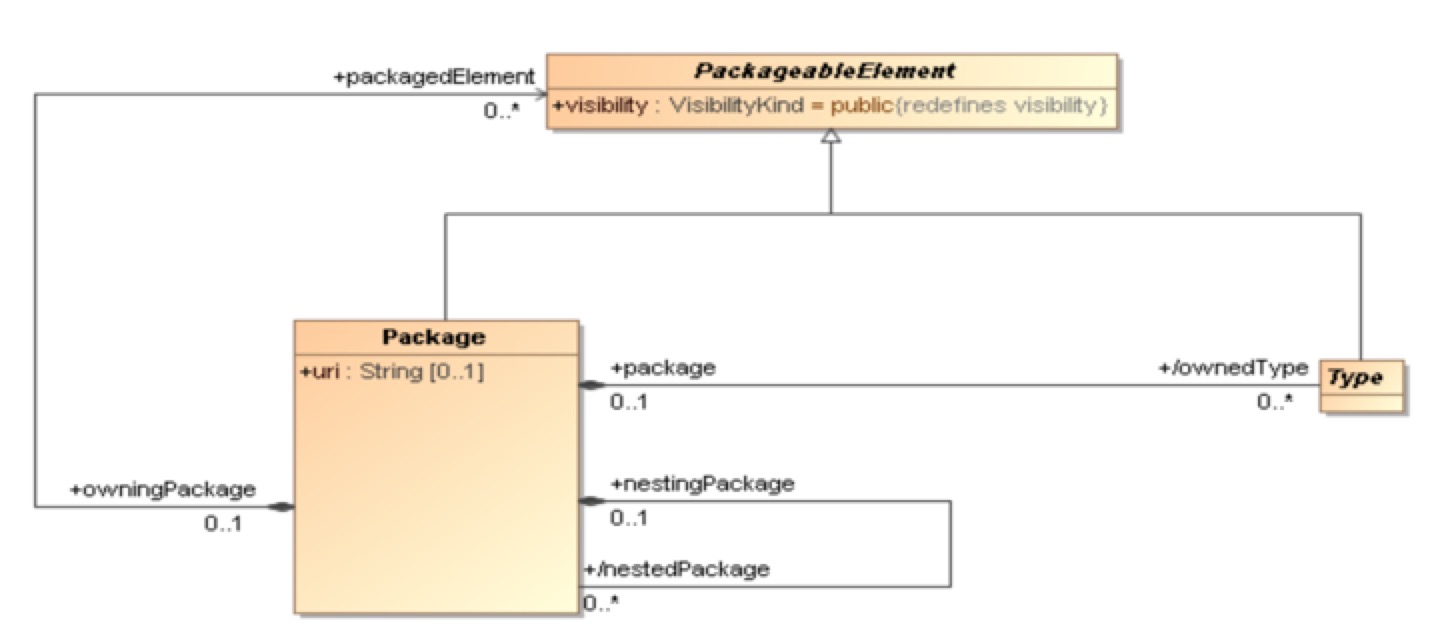 +packagedElement
0..*
PackageableElement
+visibility : VisibilityKind = public{redefines visibility}
Package
+uri : String [0..1]
+package
0..1
+/ownedType
0..*
Type
+owningPackage
0..1
+nestingPackage
0..1
+/nestedPackage
0..*